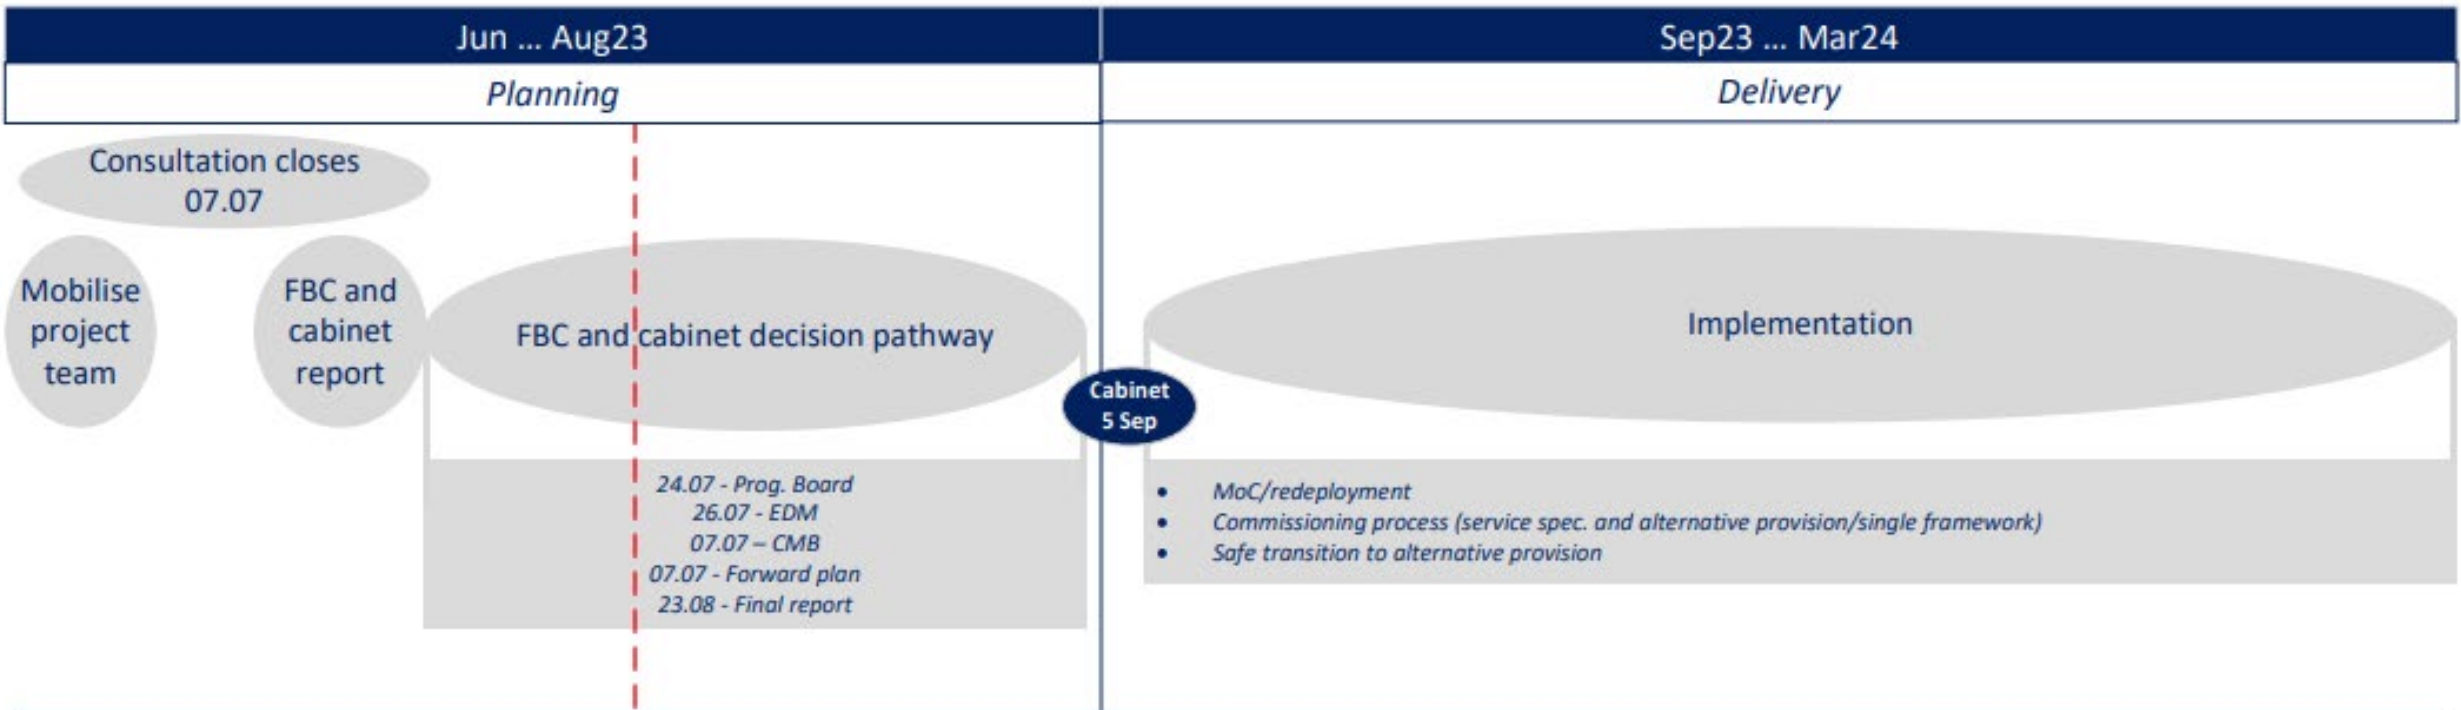 Jun ... Aug23
Sep23 ... Mar24
Planning
Delivery
Consultation closes
07.07
Mobilise
project
team
FBC and
cabinet
report
FBC and cabinet decision pathway
24.07 - Prog. Board
26.07 - EDM
07.07 – CMB
07.07 - Forward plan
23.08 - Final report
Cabinet
5 Sep
Implementation
• MoC/redeployment
• Commissioning process (service spec. and alternative provision/single framework)
• Safe transition to alternative provision